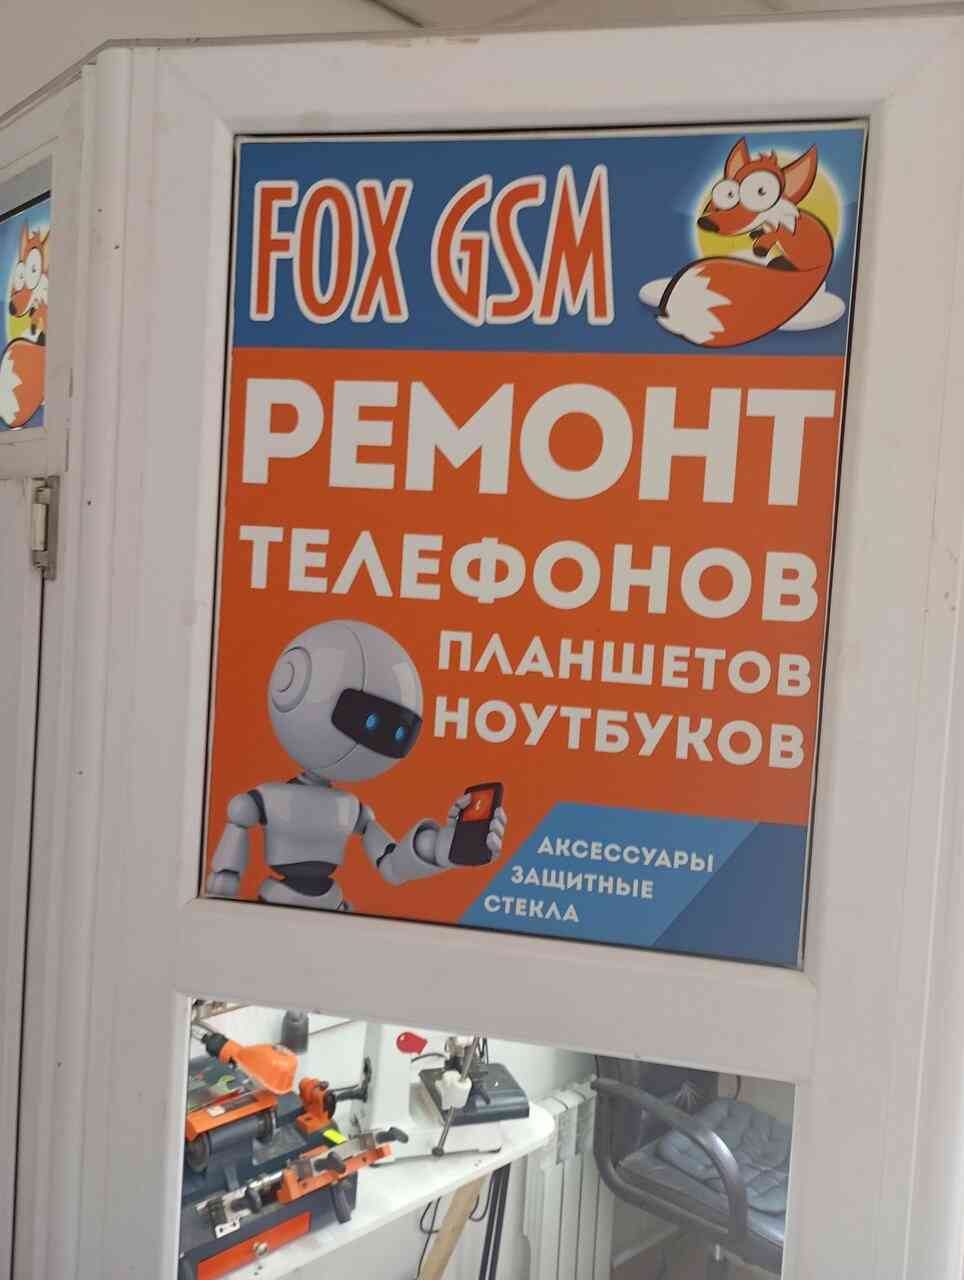 FOX GSM
РЕМОНТ
ТЕЛЕФОНОВ
ПЛАНШЕТОВ
НОУТБУКОВ
АКСЕССУАРЫ
ЗАЩИТНЫЕ
СТЕКЛА